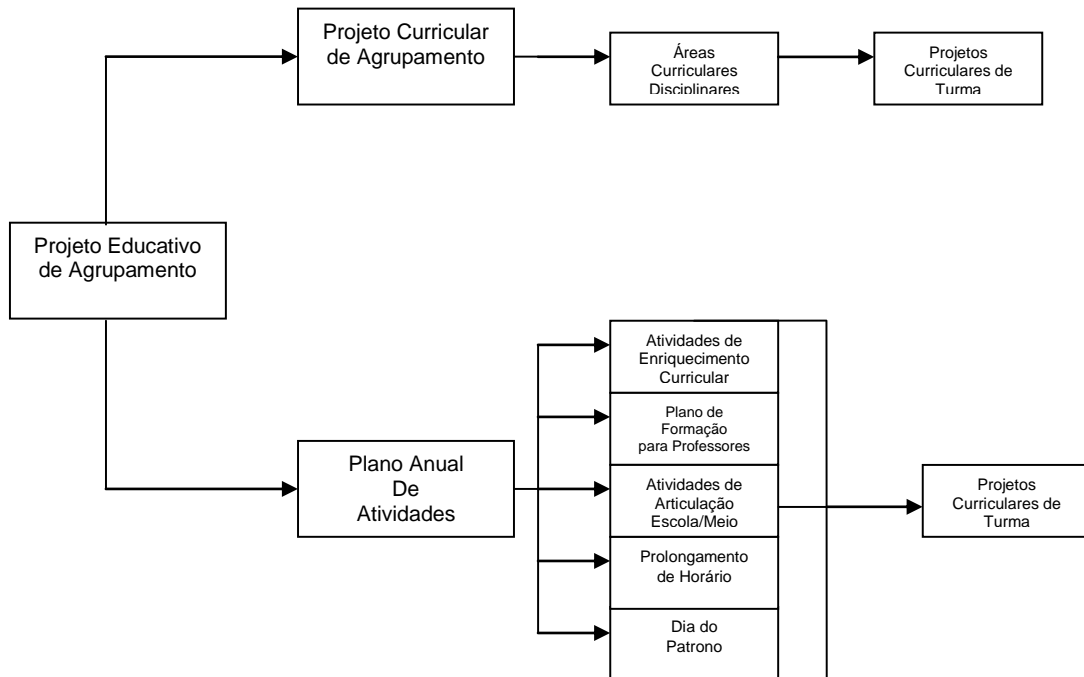 Projeto Curricular
de Agrupamento
Áreas
Curriculares
Disciplinares
Projetos
Curriculares de
Turma
Projeto Educativo
de Agrupamento
Plano Anual
De
Atividades
Atividades de
Enriquecimento
Curricular
Plano de
Formação
para Professores
Atividades de
Articulação
Escola/Meio
Prolongamento
de Horário
Dia do
Patrono
Projetos
Curriculares de
Turma